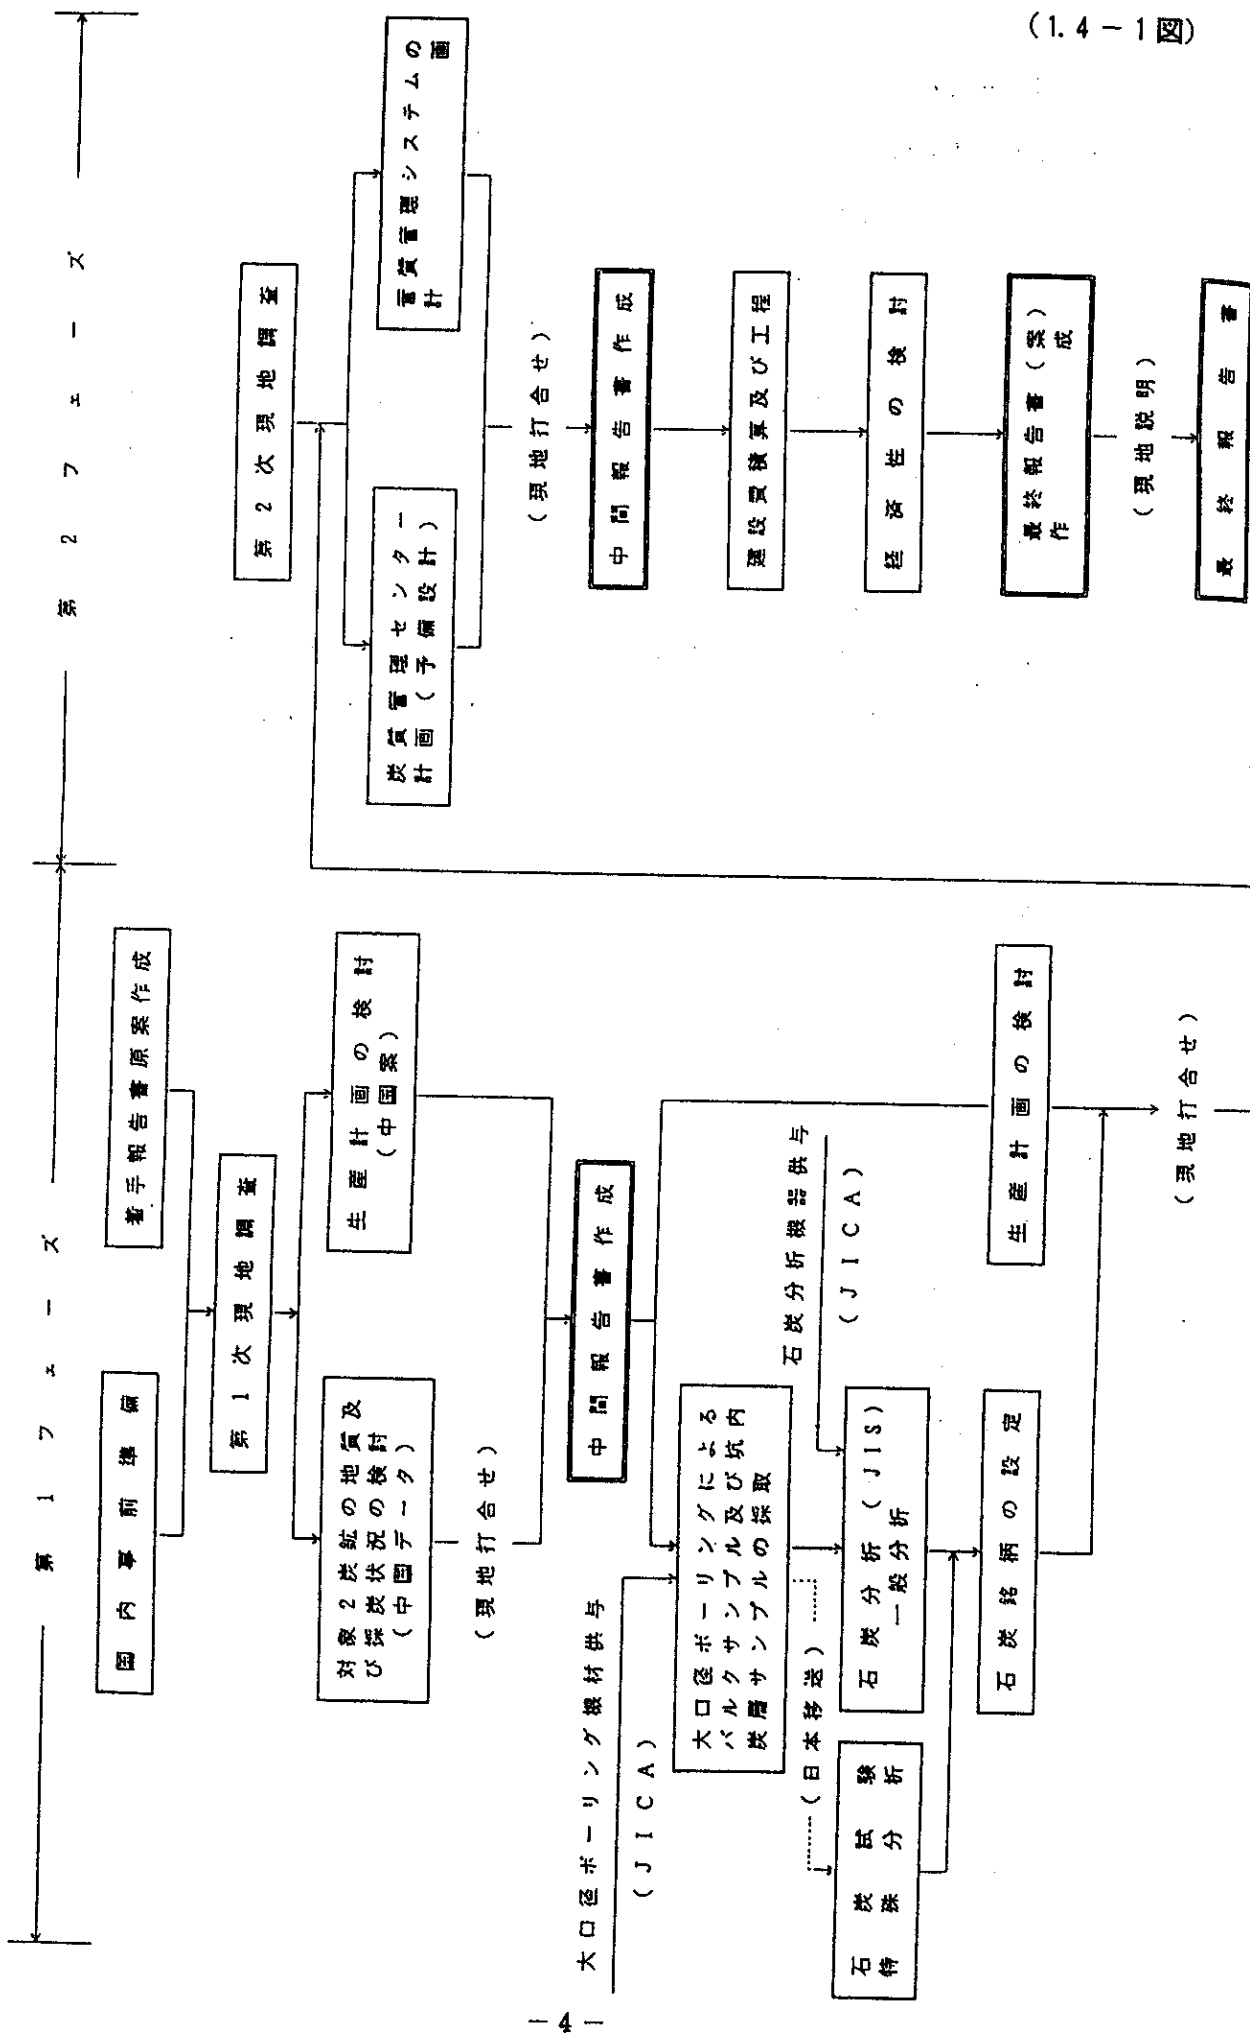 (1.4-1図)
第1フェーズ
国内事前準備
着手報告書原案作成
第1次現地調査
対象2炭鉱の地質及
び採炭状況の検討
(中国データ)
生産計画の検討
(中国案)
(現地打合せ)
中間報告書作成
大口径ボーリング機材供与
(JICA)
大口径ボーリングによる
バルクサンプル及び坑内
炭層サンプルの採取
石炭分析機器供与
(JICA)
(日本移送)
石炭試験
特殊分析
石炭分析(JIS)
一般分析
石炭銘柄の設定
生産計画の検討
(現地打合せ)
第2フェーズ
第2次現地調査
炭質管理センター
計画(予備設計)
質管理システムの
計画
(現地打合せ)
中間報告書作成
建設費積算及び工程
経済性の検討
最終報告書(案)
作成
(現地説明)
最終報告書
-4-